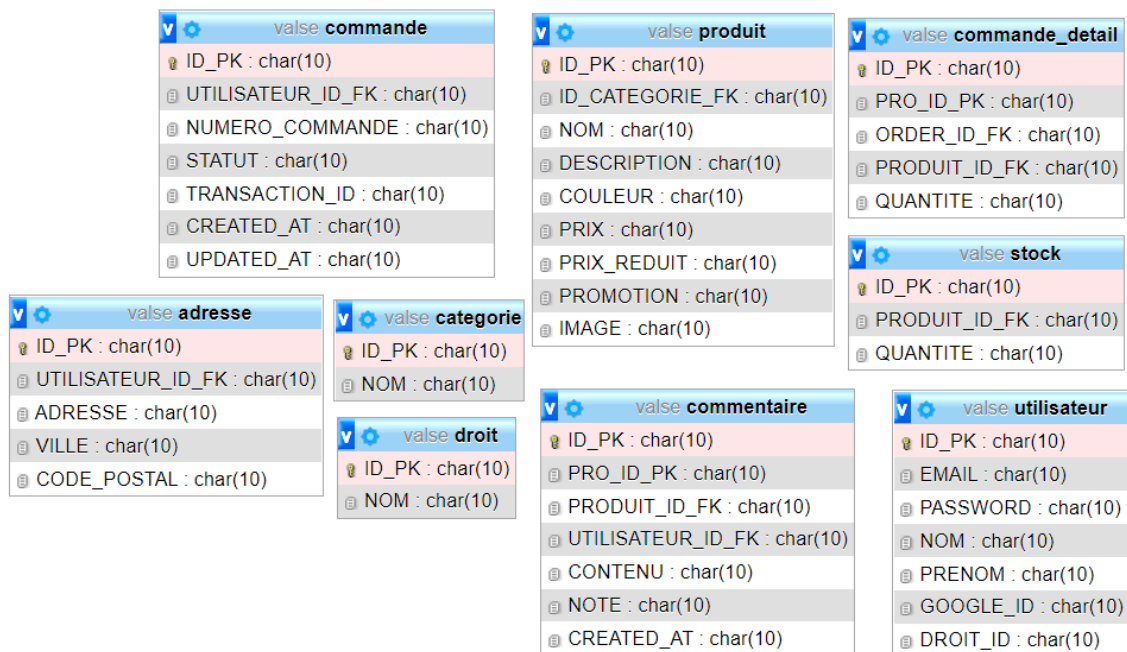 valse commande
ID_PK : char(10)
UTILISATEUR_ID_FK : char(10)
NUMERO_COMMANDE : char(10)
STATUT : char(10)
TRANSACTION_ID : char(10)
CREATED_AT : char(10)
UPDATED_AT : char(10)
valse produit
ID_PK : char(10)
ID_CATEGORIE_FK : char(10)
NOM : char(10)
DESCRIPTION : char(10)
COULEUR : char(10)
PRIX : char(10)
PRIX_REDUIT : char(10)
PROMOTION : char(10)
IMAGE : char(10)
valse commande_detail
ID_PK : char(10)
PRO_ID_PK : char(10)
ORDER_ID_FK : char(10)
PRODUIT_ID_FK : char(10)
QUANTITE : char(10)
valse stock
ID_PK : char(10)
PRODUIT_ID_FK : char(10)
QUANTITE : char(10)
valse adresse
ID_PK : char(10)
UTILISATEUR_ID_FK : char(10)
ADRESSE : char(10)
VILLE : char(10)
CODE_POSTAL : char(10)
valse categorie
ID_PK : char(10)
NOM : char(10)
valse droit
ID_PK : char(10)
NOM : char(10)
valse commentaire
ID_PK : char(10)
PRO_ID_PK : char(10)
PRODUIT_ID_FK : char(10)
UTILISATEUR_ID_FK : char(10)
CONTENU : char(10)
NOTE : char(10)
CREATED_AT : char(10)
valse utilisateur
ID_PK : char(10)
EMAIL : char(10)
PASSWORD : char(10)
NOM : char(10)
PRENOM : char(10)
GOOGLE_ID : char(10)
DROIT_ID : char(10)